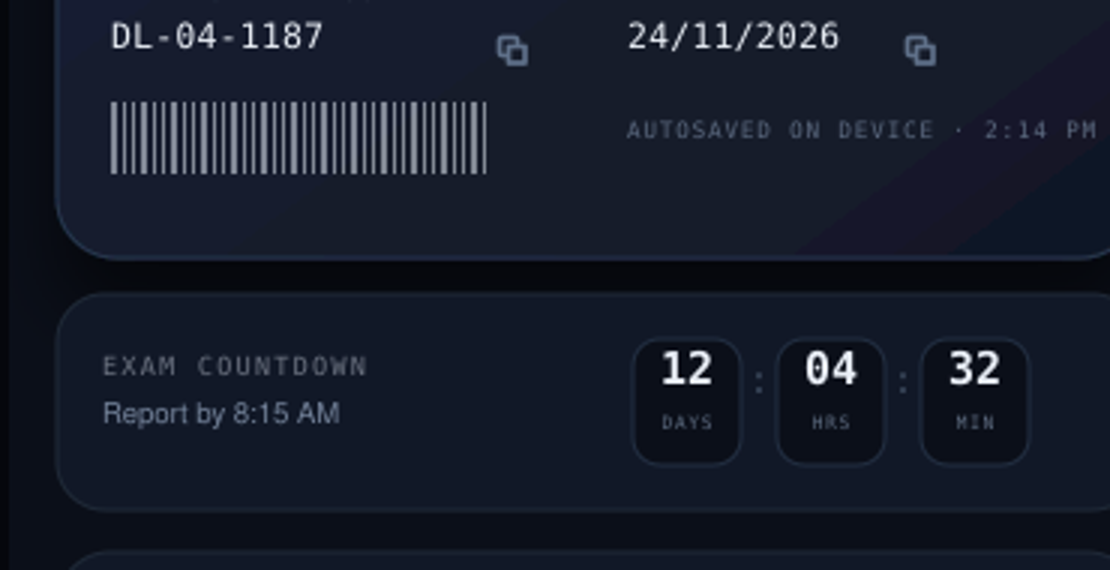 DL-04-1187
24/11/2026
AUTOSAVED ON DEVICE · 2:14 PM
EXAM COUNTDOWN
Report by 8:15 AM
12 : 04 : 32
DAYS HRS MIN